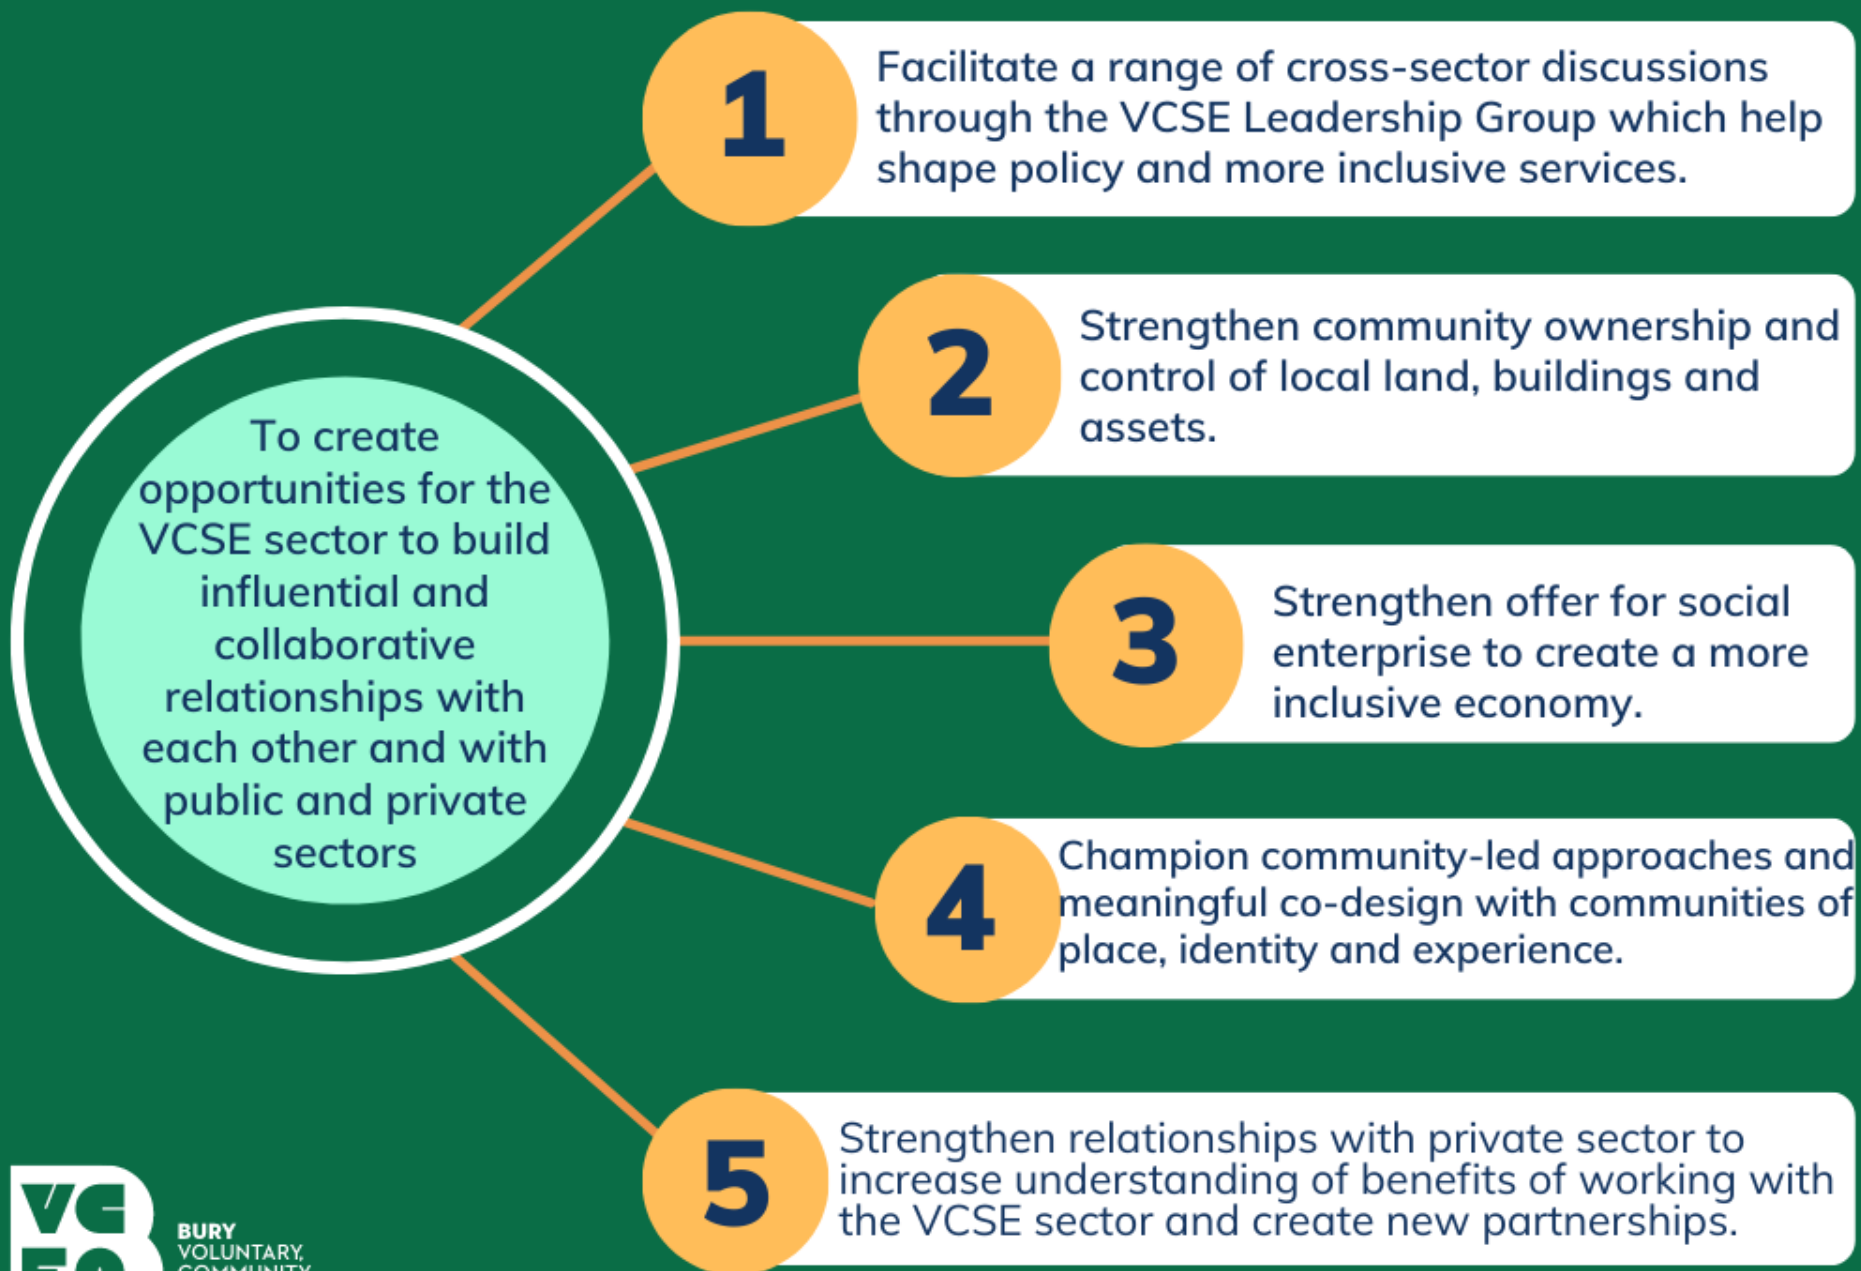 To create
opportunities for the
VCSE sector to build
influential and
collaborative
relationships with
each other and with
public and private
sectors
1
Facilitate a range of cross-sector discussions
through the VCSE Leadership Group which help
shape policy and more inclusive services.
2
Strengthen community ownership and
control of local land, buildings and
assets.
3
Strengthen offer for social
enterprise to create a more
inclusive economy.
4
Champion community-led approaches and
meaningful co-design with communities of
place, identity and experience.
5
Strengthen relationships with private sector to
increase understanding of benefits of working with
the VCSE sector and create new partnerships.
VC
BURY
VOLUNTARY,
COMMUNITY